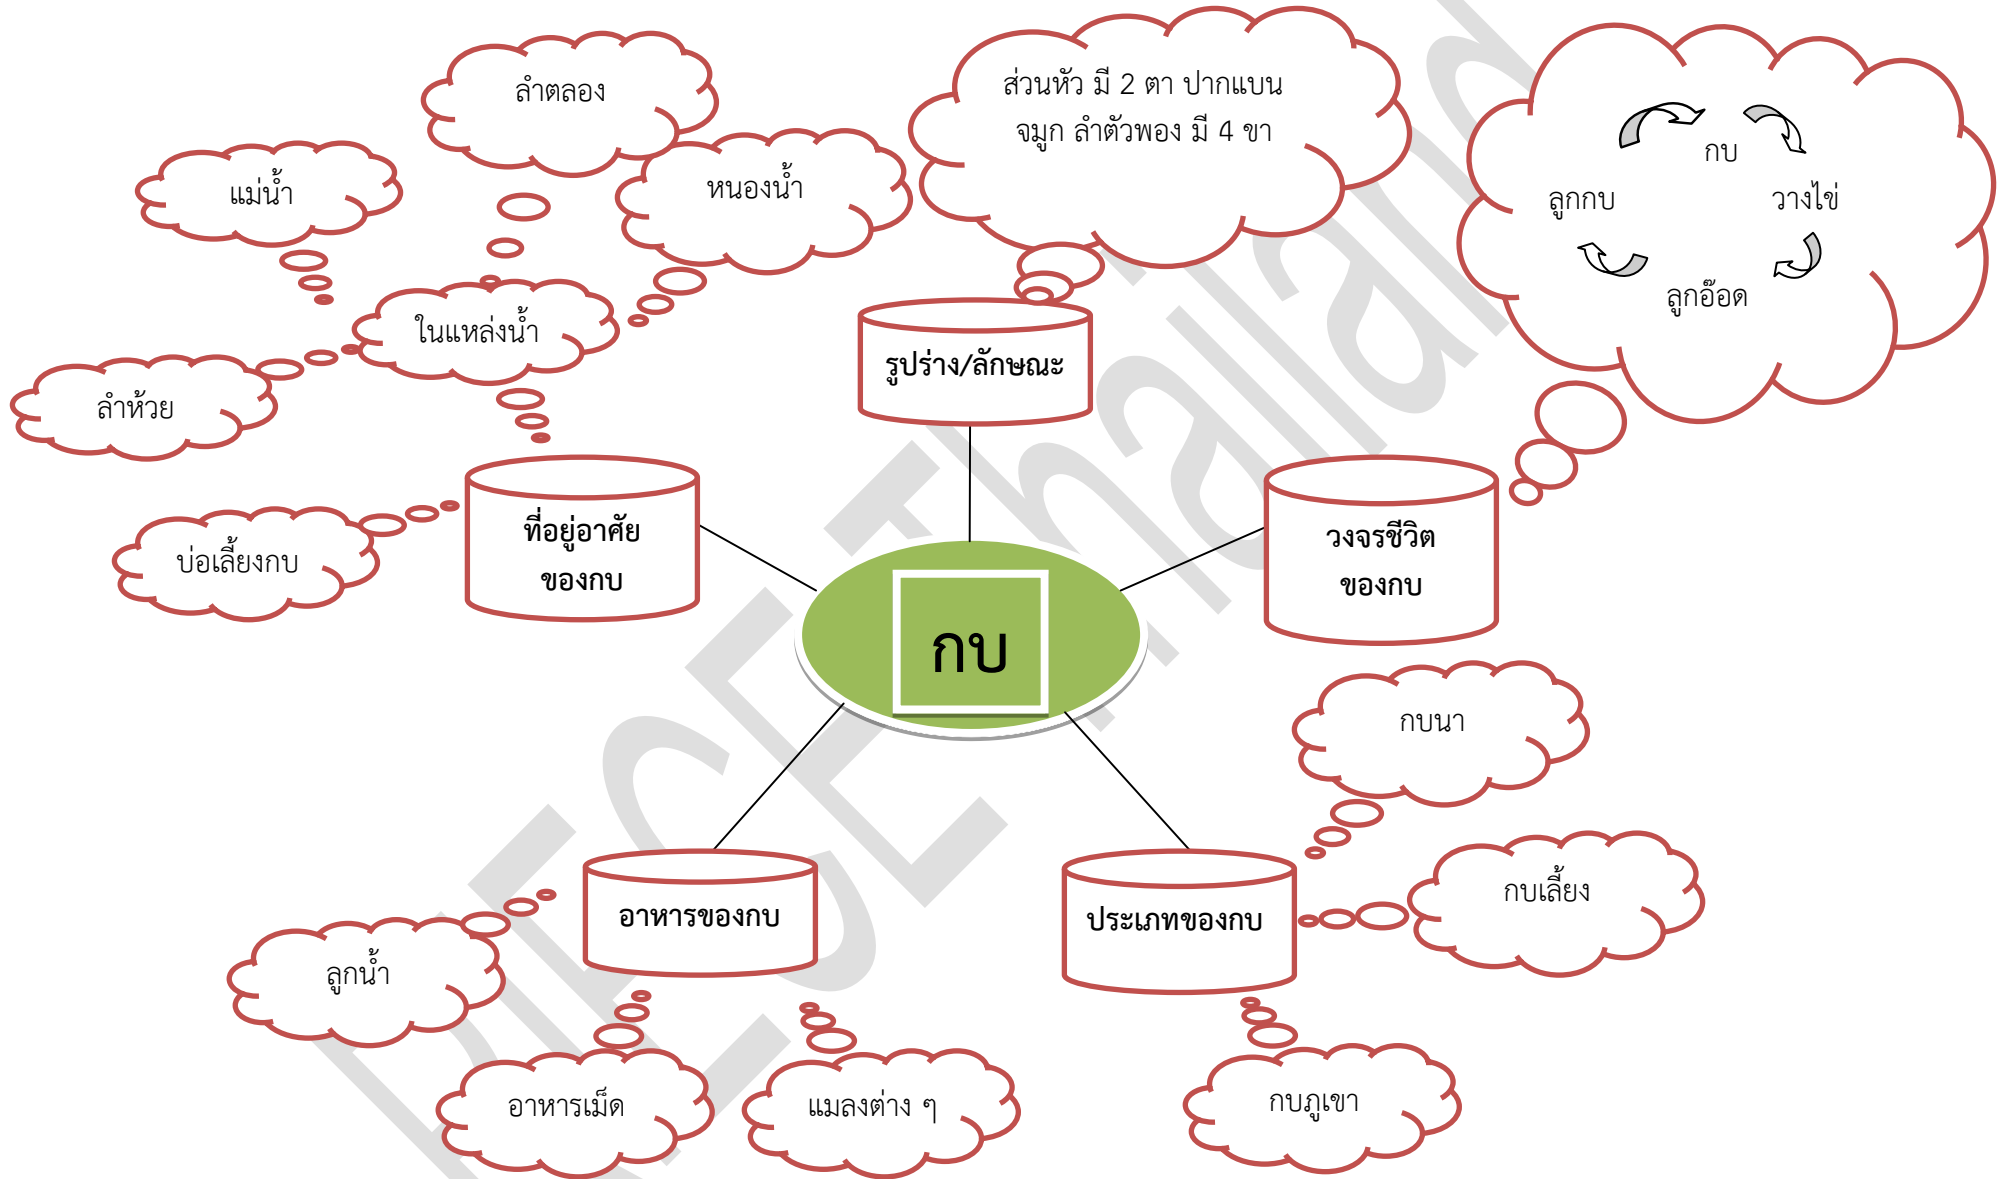 ลำตลอง
แม่น้ำ
หนองน้ำ
ในแหล่งน้ำ
ลำห้วย
บ่อเลี้ยงกบ
ที่อยู่อาศัย
ของกบ
ส่วนหัว มี 2 ตา ปากแบน
จมูก ลำตัวพอง มี 4 ขา
รูปร่าง/ลักษณะ
กบ
วางไข่
ลูกอ๊อด
ลูกกบ
วงจรชีวิต
ของกบ
กบ
กบนา
กบเลี้ยง
กบภูเขา
ประเภทของกบ
อาหารของกบ
ลูกน้ำ
อาหารเม็ด
แมลงต่าง ๆ
Thailand